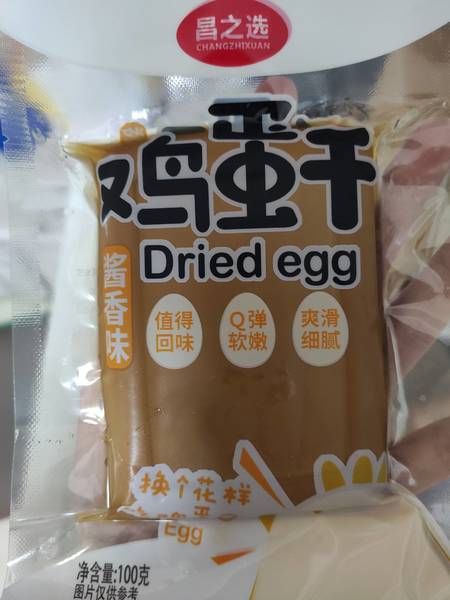 昌之选
CHANGZHIXUAN
鸡蛋干
Dried egg
酱香味
值得
回味
Q弹
软嫩
爽滑
细腻
换个花样
Egg
净含量:100克
图片仅供参考